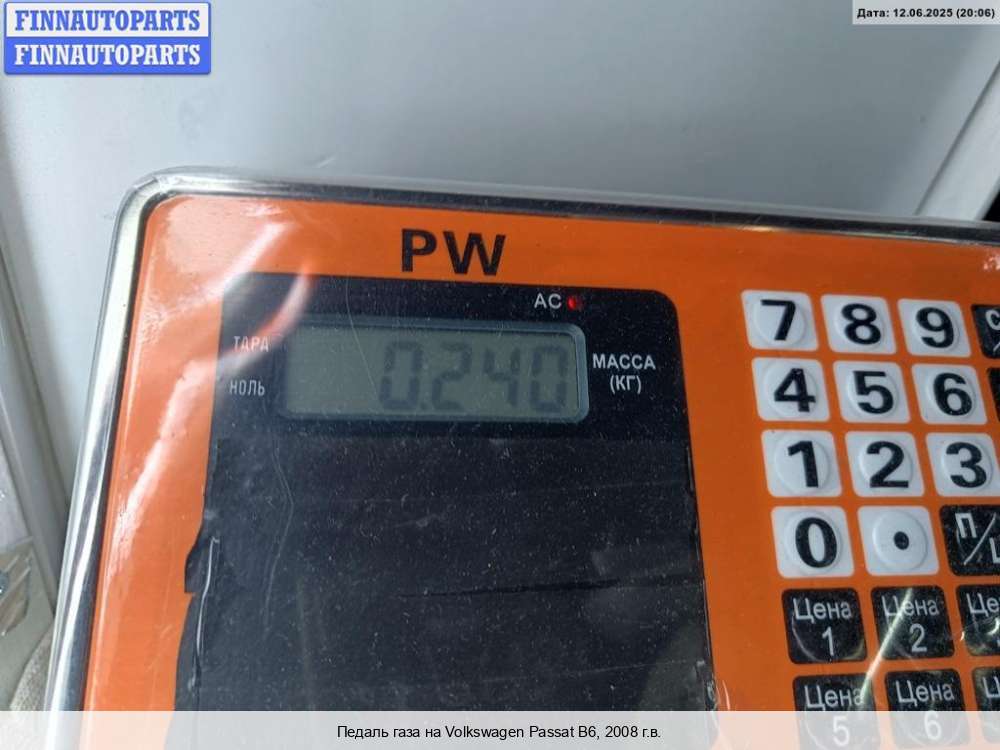 FINNAUTOPARTS
FINNAUTOPARTS
Дата: 12.06.2025 (20:06)
PW
AC
ТАРА
НОЛЬ
0.240
МАССА
(КГ)
7 8 9
4 5 6
1 2 3
0 .
П/
Цена 1
Цена 2
Цена 5
Цена 6
Педаль газа на Volkswagen Passat B6, 2008 г.в.